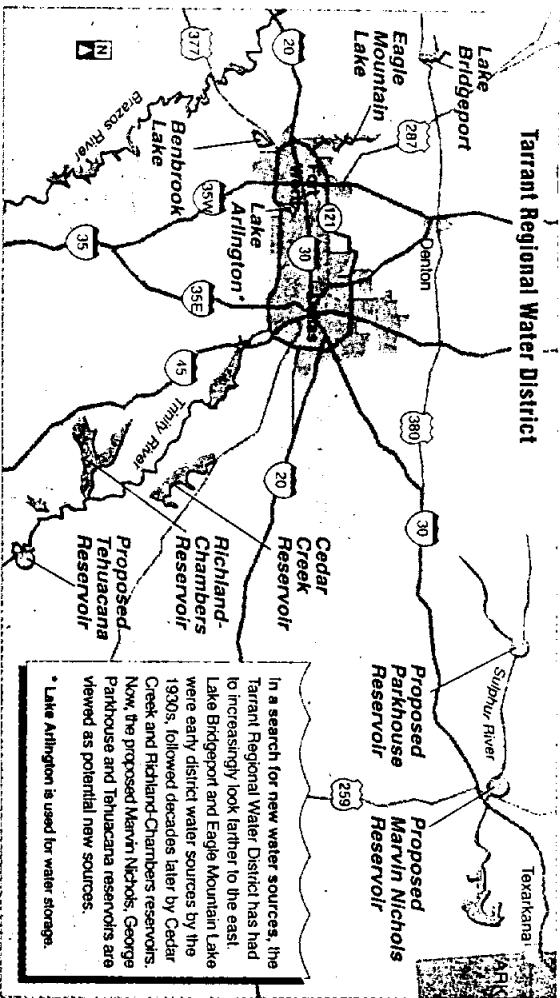 Tarrant Regional Water District
Lake
Bridgeport
Eagle
Mountain
Lake
287
377
20
N
Brazos River
Benbrook
Lake
Fort
Lake
Arlington*
121
30
35W
35
35E
Denton
380
45
Trinity River
20
30
Cedar
Creek
Reservoir
Richland-
Chambers
Reservoir
Proposed
Tehuacana
Reservoir
Proposed
Parkhouse
Reservoir
Sulphur River
Proposed
Marvin Nichols
Reservoir
259
Texarkana
ARK
In a search for new water sources, the
Tarrant Regional Water District has had
to increasingly look farther to the east.
Lake Bridgeport and Eagle Mountain Lake
were early district water sources by the
1930s, followed decades later by Cedar
Creek and Richland-Chambers reservoirs.
Now, the proposed Marvin Nichols, George
Parkhouse and Tehuacana reservoirs are
viewed as potential new sources.
* Lake Arlington is used for water storage.